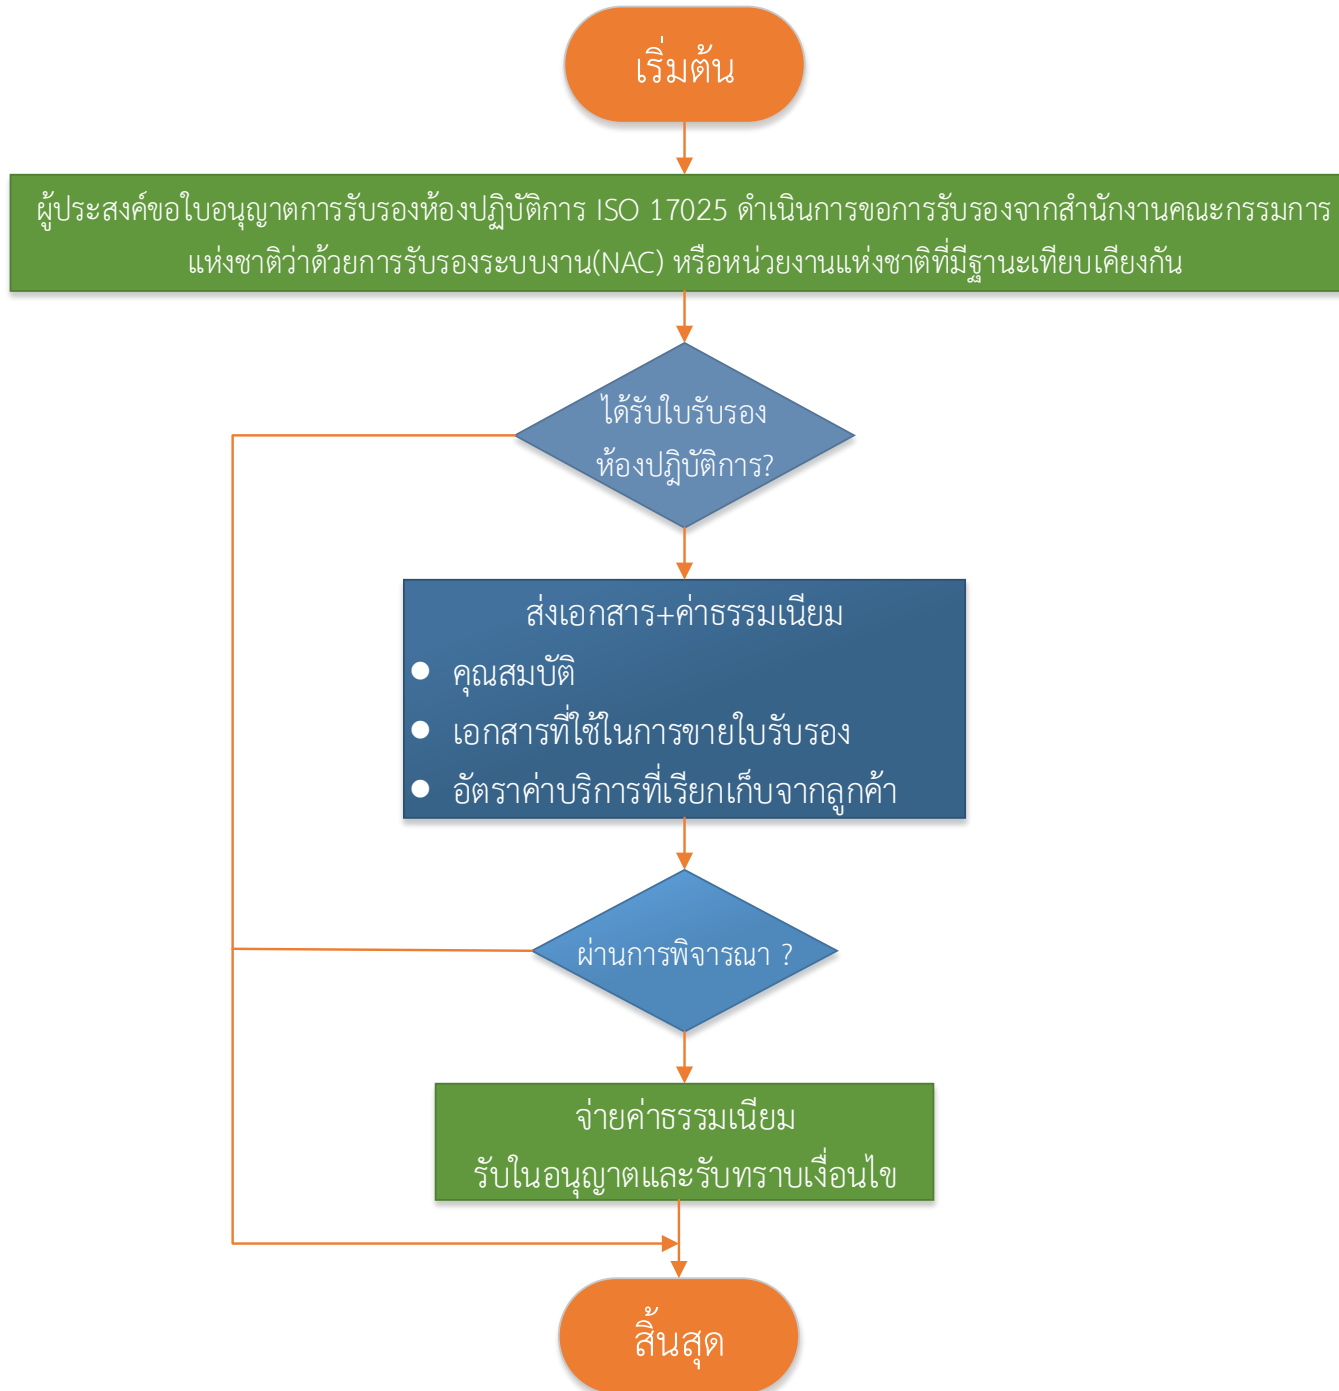 เริ่มต้น
ผู้ประสงค์ขอใบอนุญาตการรับรองห้องปฏิบัติการ ISO 17025 ดำเนินการขอการรับรองจากสำนักงานคณะกรรมการ
แห่งชาติว่าด้วยการรับรองระบบงาน(NAC) หรือหน่วยงานแห่งชาติที่มีฐานะเทียบเคียงกัน
ได้รับใบรับรอง
ห้องปฎิบัติการ?
ส่งเอกสาร+ค่าธรรมเนียม
● คุณสมบัติ
● เอกสารที่ใช้ในการขายใบรับรอง
● อัตราค่าบริการที่เรียกเก็บจากลูกค้า
ผ่านการพิจารณา ?
จ่ายค่าธรรมเนียม
รับในอนุญาตและรับทราบเงื่อนไข
สิ้นสุด